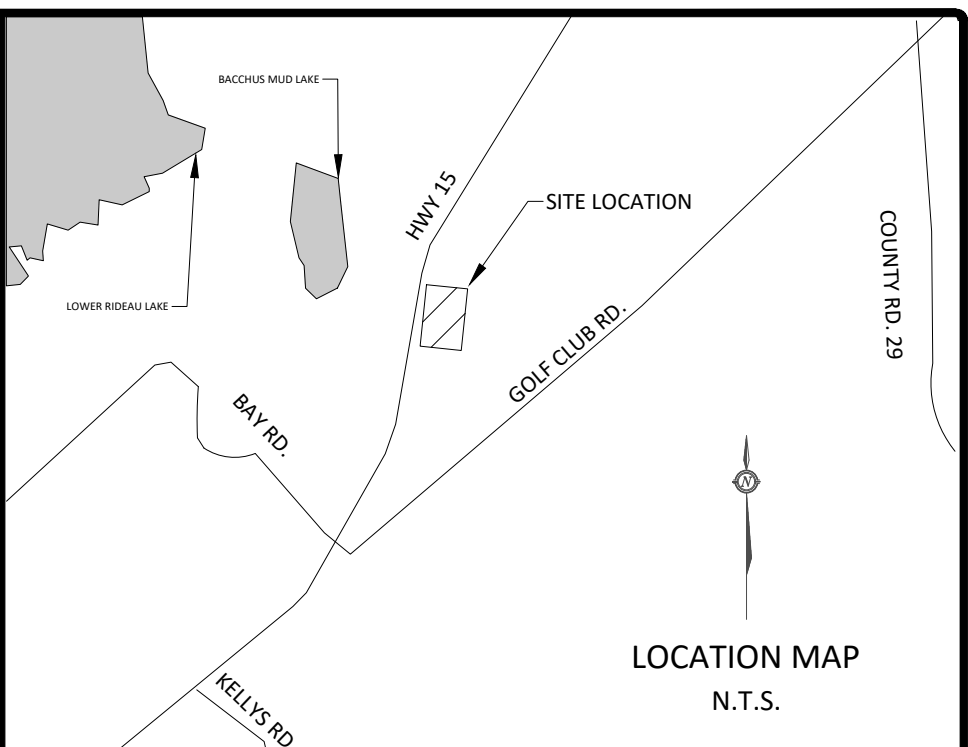 BACCHUS MUD LAKE
HWY 15
SITE LOCATION
COUNTY RD. 29
LOWER RIDEAU LAKE
GOLF CLUB RD.
BAY RD.
N
LOCATION MAP
N.T.S.
KELLYS RD